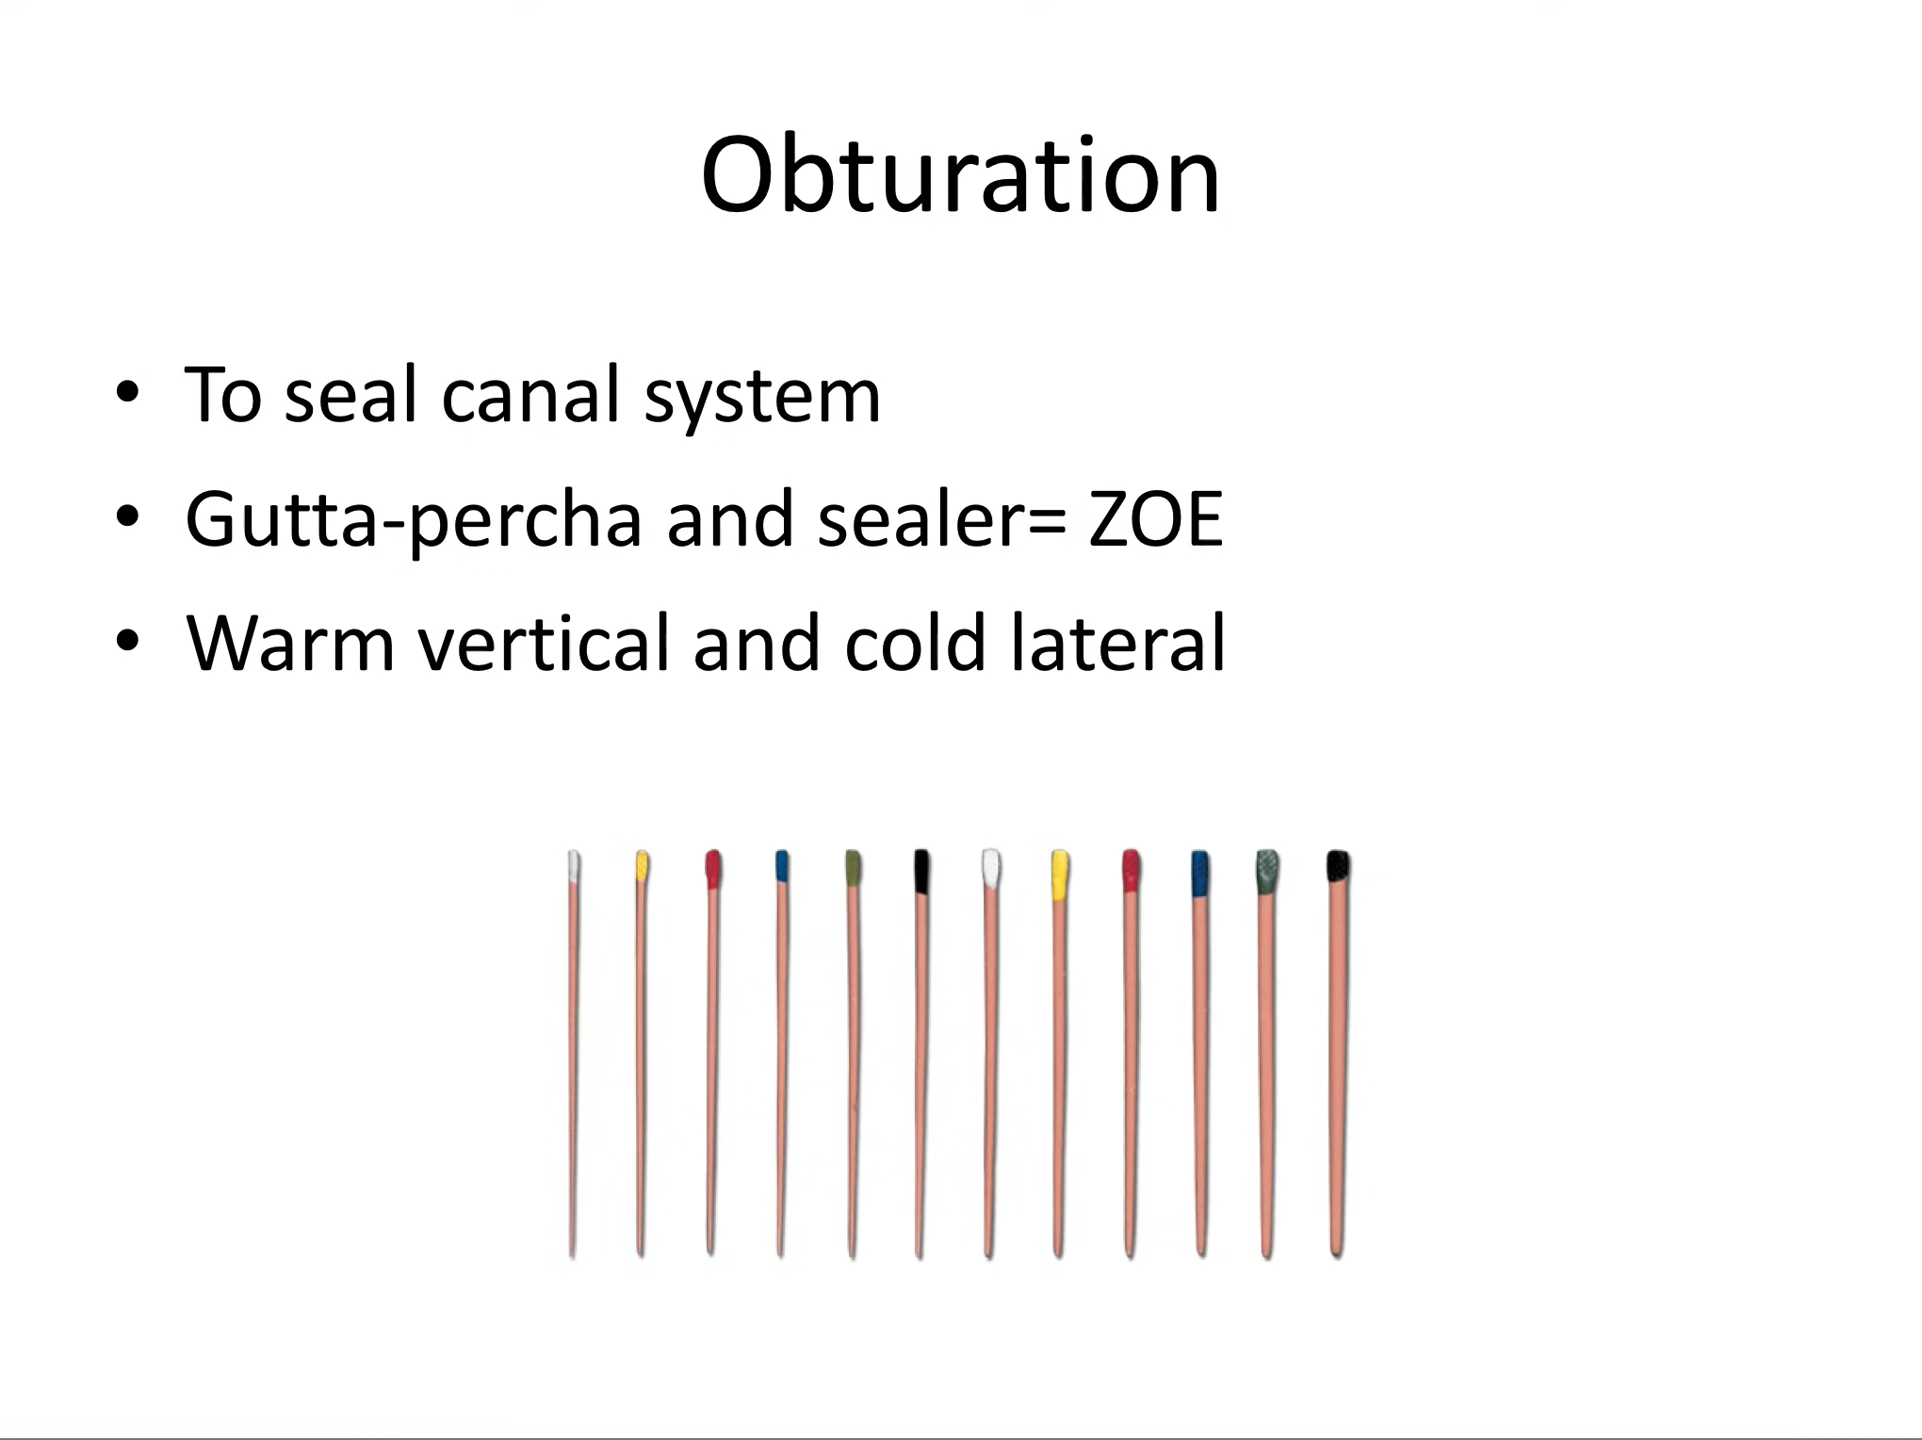 Obturation
• To seal canal system
• Gutta-percha and sealer= ZOE
• Warm vertical and cold lateral